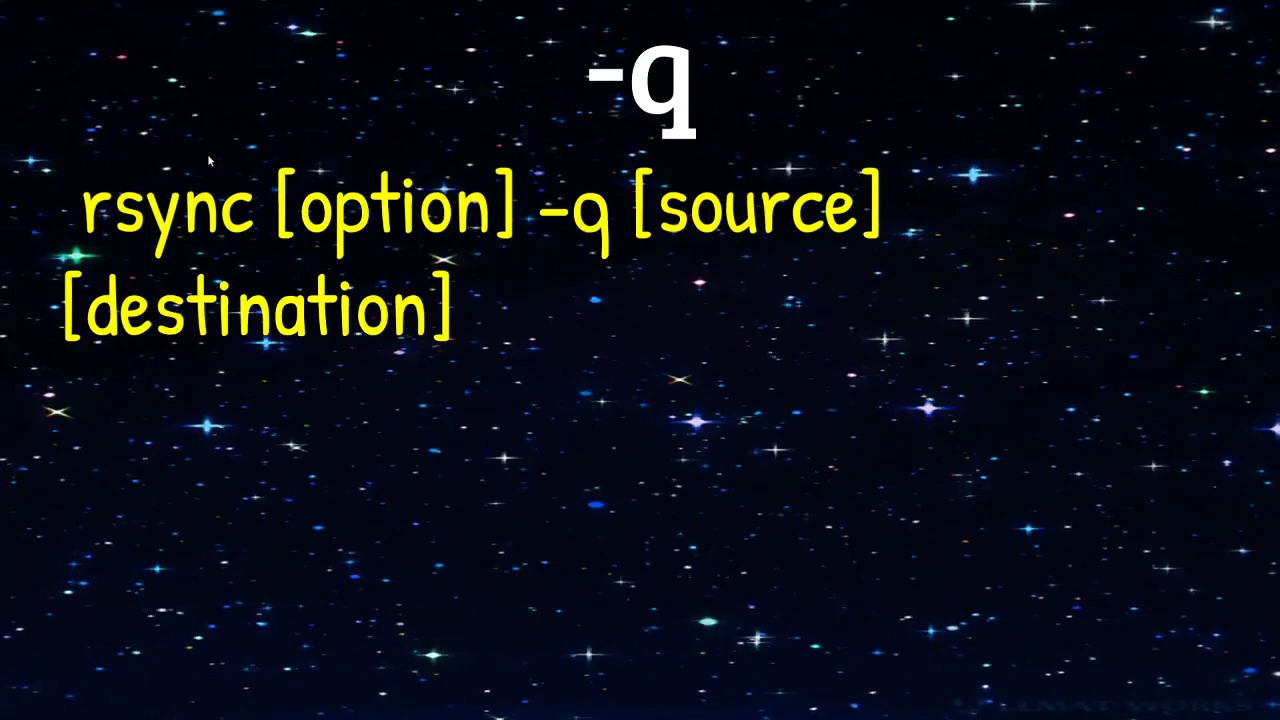 -q
rsync [option] -q [source]
[destination]